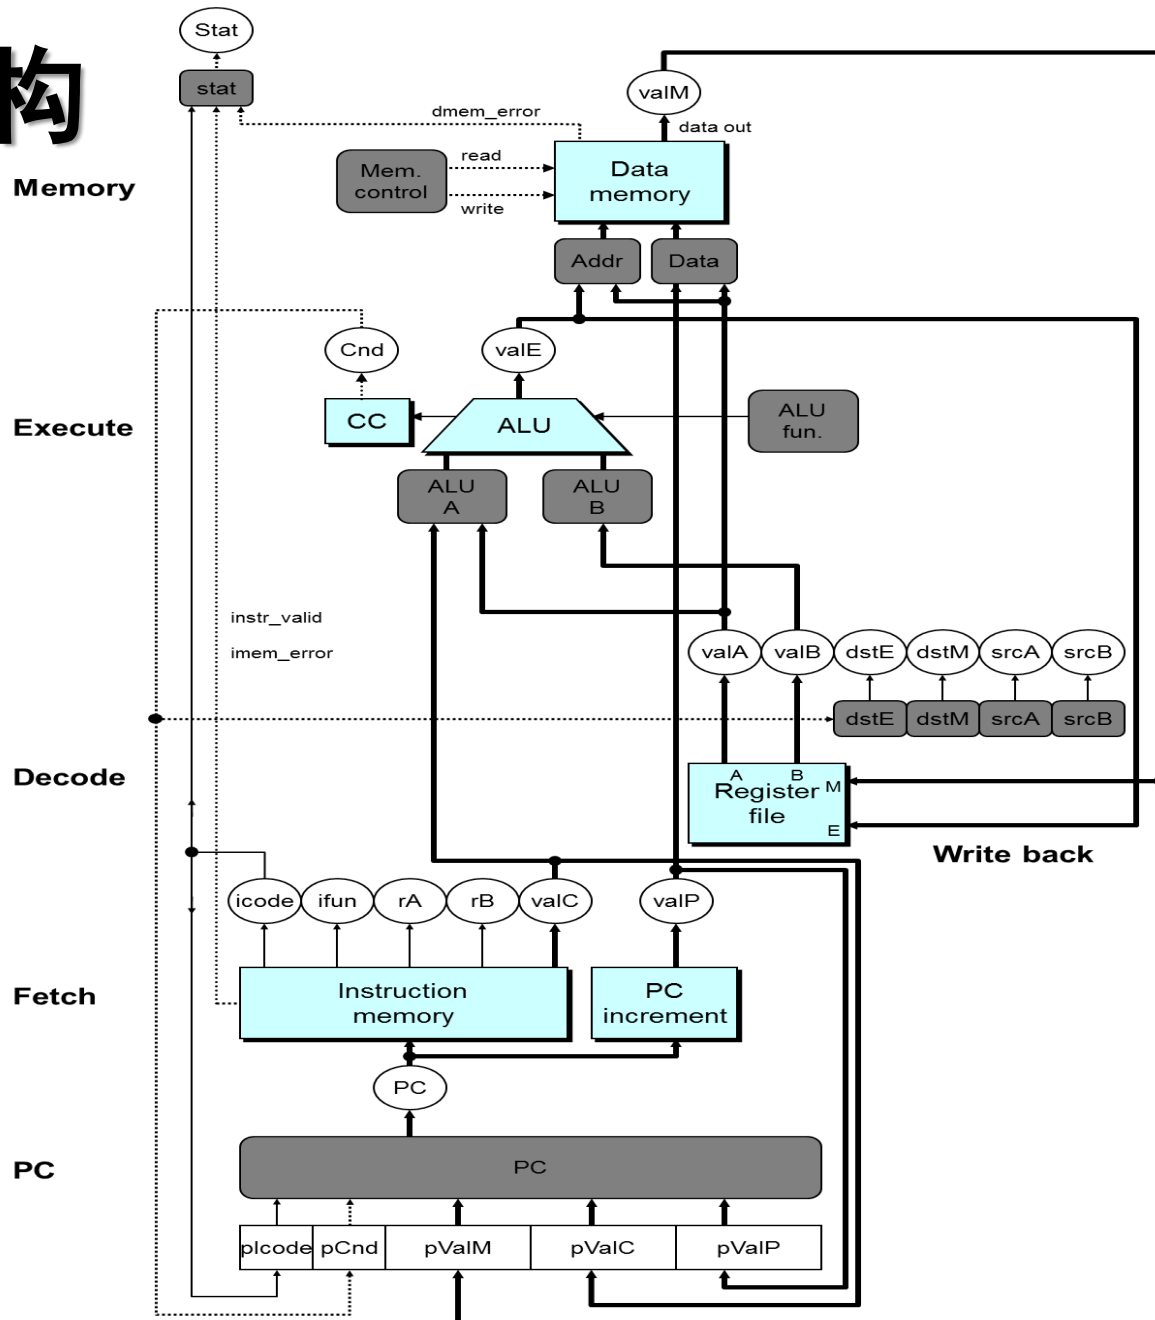 构
Stat
stat
valM
dmem_error
data out
Memory
Mem.
control
read
write
Data
memory
Addr
Data
Cnd
valE
Execute
CC
ALU
ALU
fun.
ALU
A
ALU
B
instr_valid
imem_error
valA
valB
dstE
dstM
srcA
srcB
dstE
dstM
srcA
srcB
Decode
A
B
M
Register
file
E
Write back
icode
ifun
rA
rB
valC
valP
Fetch
Instruction
memory
PC
increment
PC
PC
PC
pIcode
pCnd
pValM
pValC
pValP